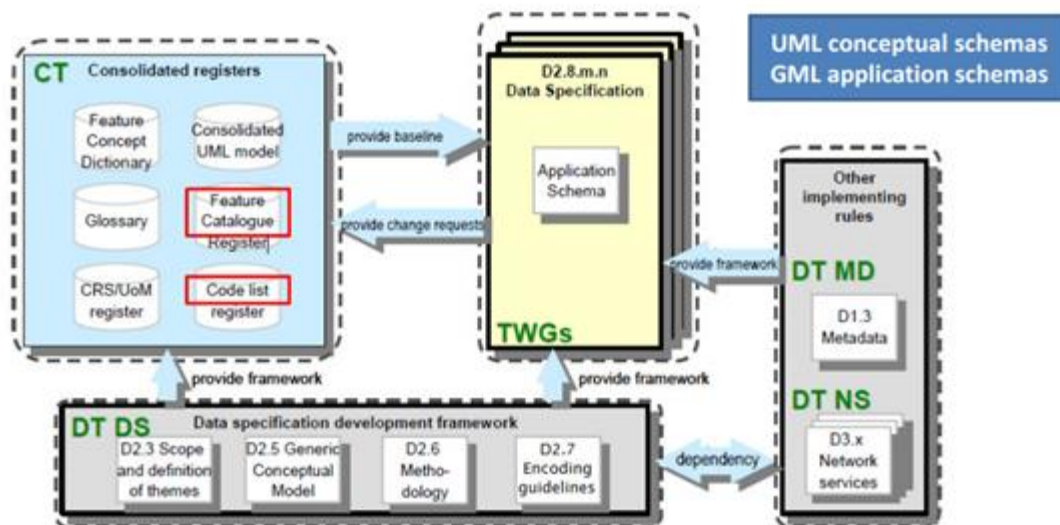 CT
Consolidated registers
Feature
Concept
Dictionary
Consolidated
UML model
Glossary
Feature
Catalogue
Register
CRS/UoM
register
Code list
register
provide baseline
provide change requests
D2.8.m.n
Data Specification
Application
Schema
TWGs
UML conceptual schemas
GML application schemas
Other
implementing
rules
provide framework
DT MD
D1.3
Metadata
DT NS
D3.x
Network
services
provide framework
provide framework
DT DS
Data specification development framework
D2.3 Scope
and definition
of themes
D2.5 Generic
Conceptual
Model
D2.6
Metho-
dology
D2.7
Encoding
guidelines
dependency